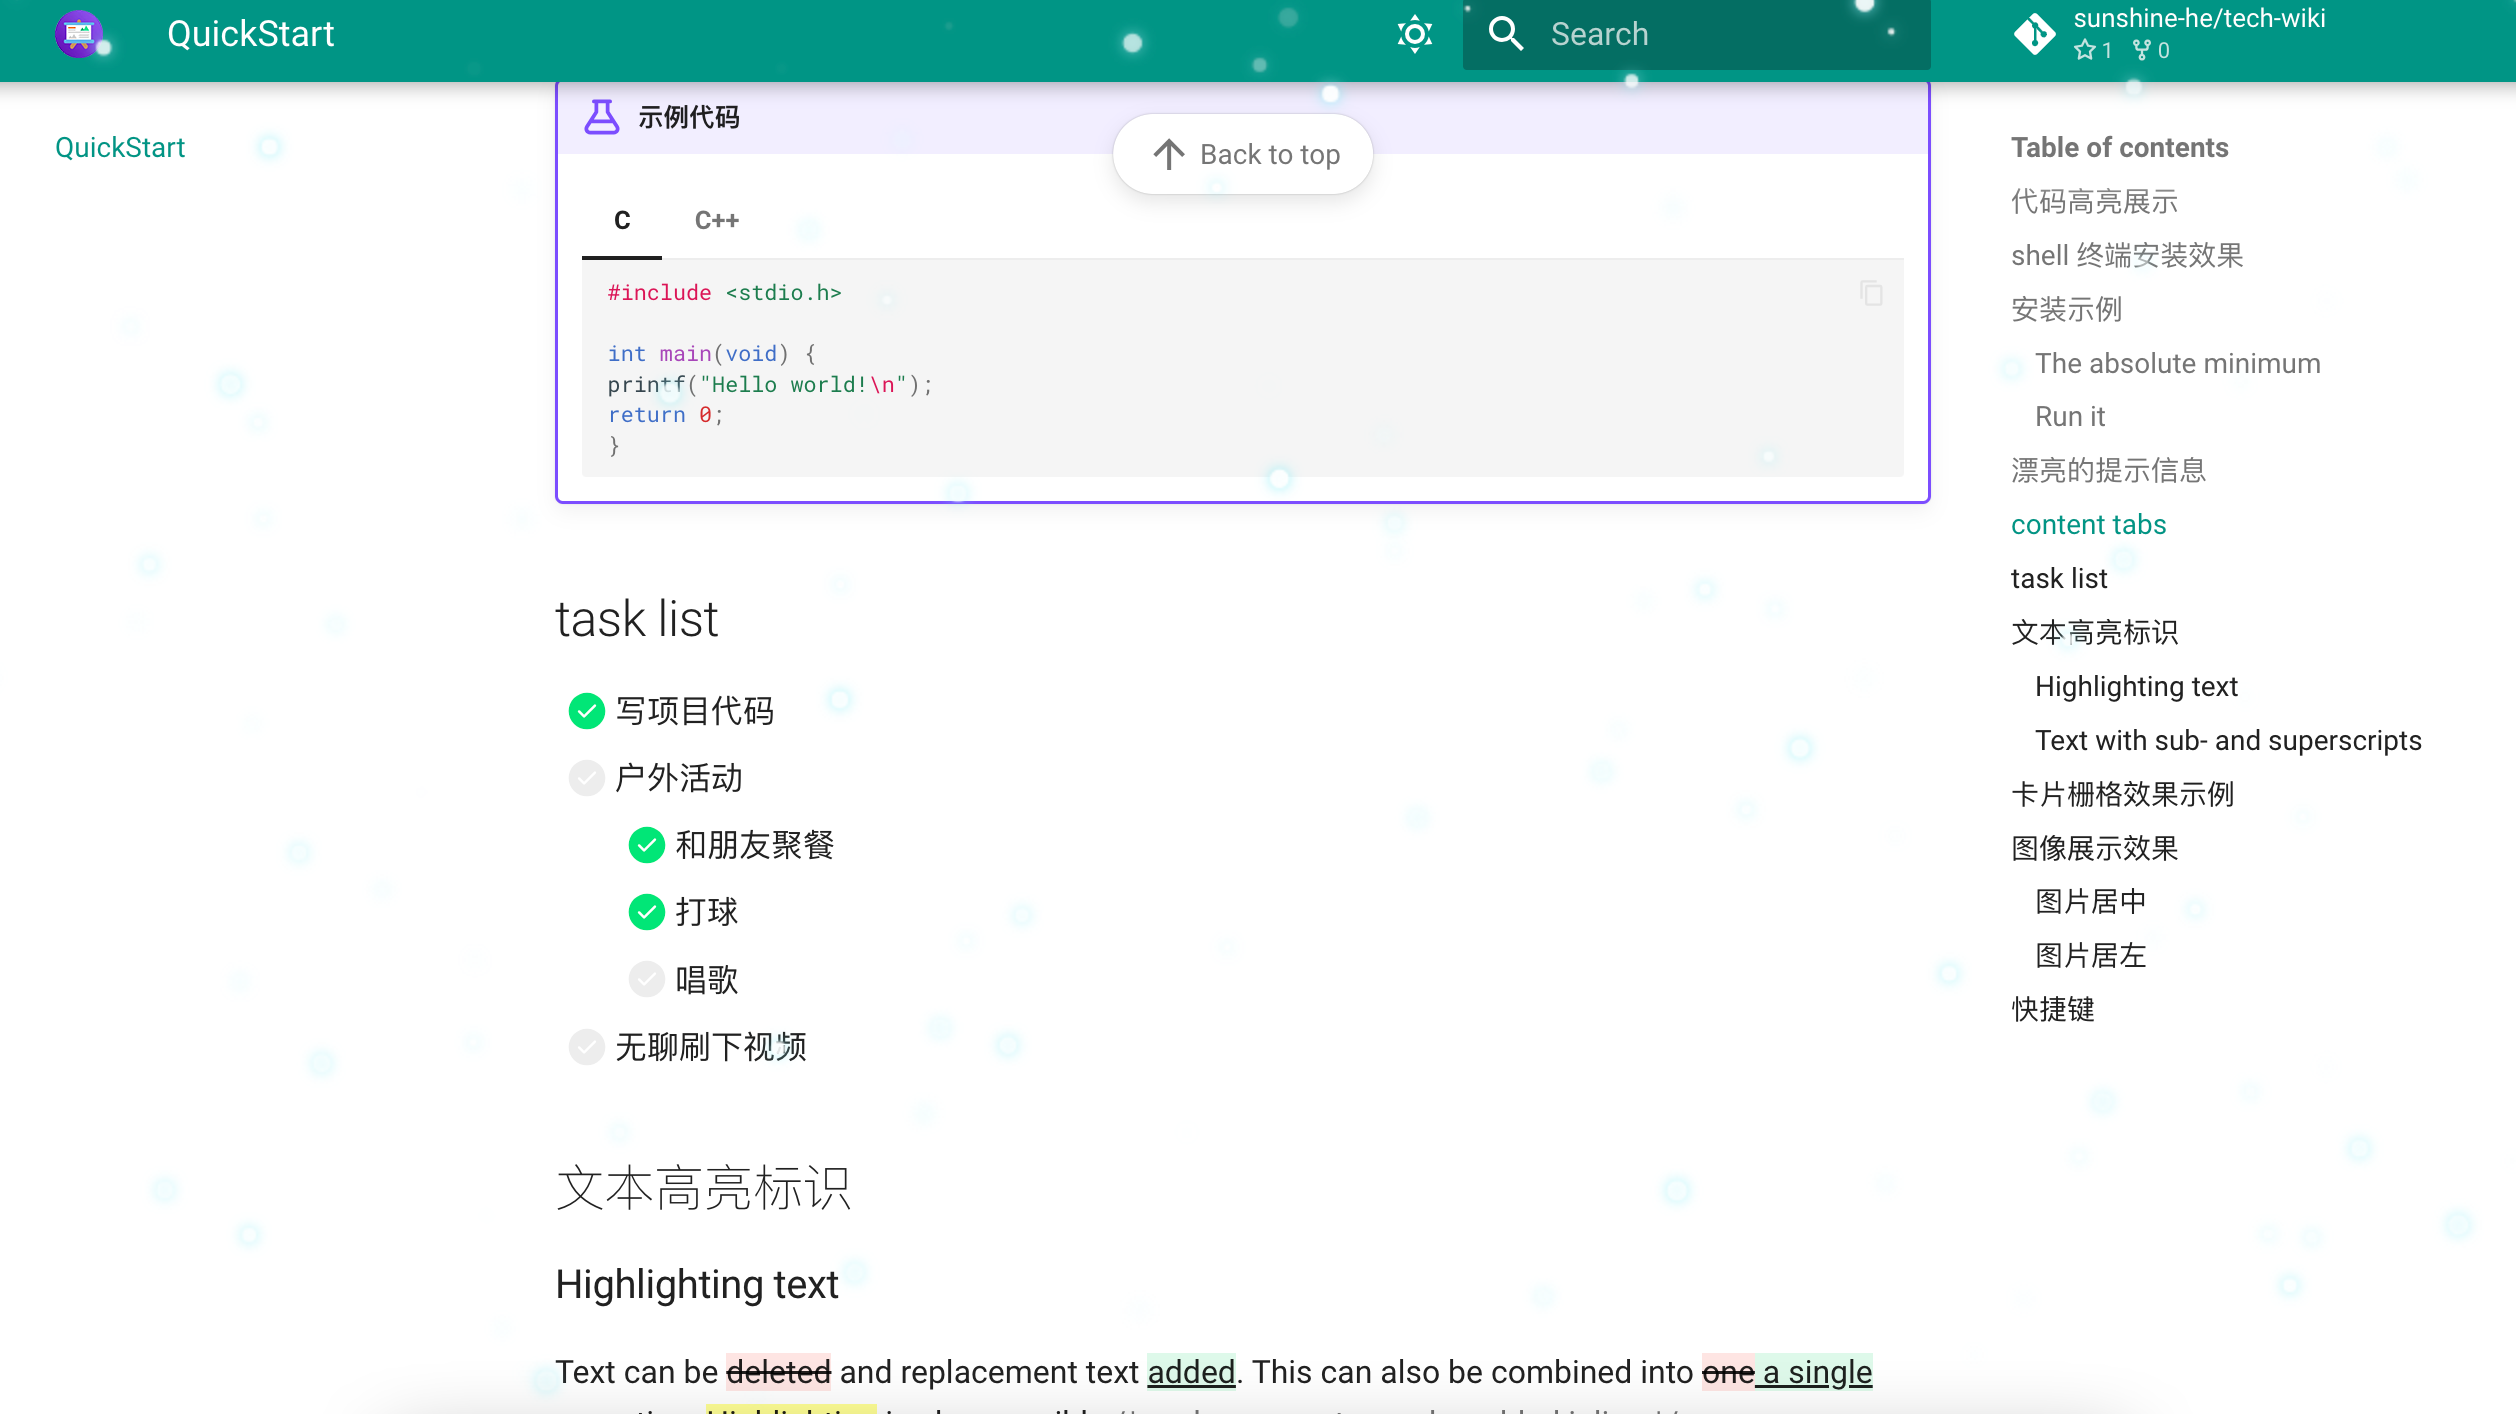 QuickStart
Search
sunshine-he/tech-wiki
1 0
QuickStart
示例代码
Back to top
C C++
#include <stdio.h>
int main(void) {
printf("Hello world!\n");
return 0;
}
task list
写项目代码
户外活动
和朋友聚餐
打球
唱歌
无聊刷下视频
文本高亮标识
Highlighting text
Text can be deleted and replacement text added. This can also be combined into one a single
Table of contents
代码高亮展示
shell 终端安装效果
安装示例
The absolute minimum
Run it
漂亮的提示信息
content tabs
task list
文本高亮标识
Highlighting text
Text with sub- and superscripts
卡片栅格效果示例
图像展示效果
图片居中
图片居左
快捷键